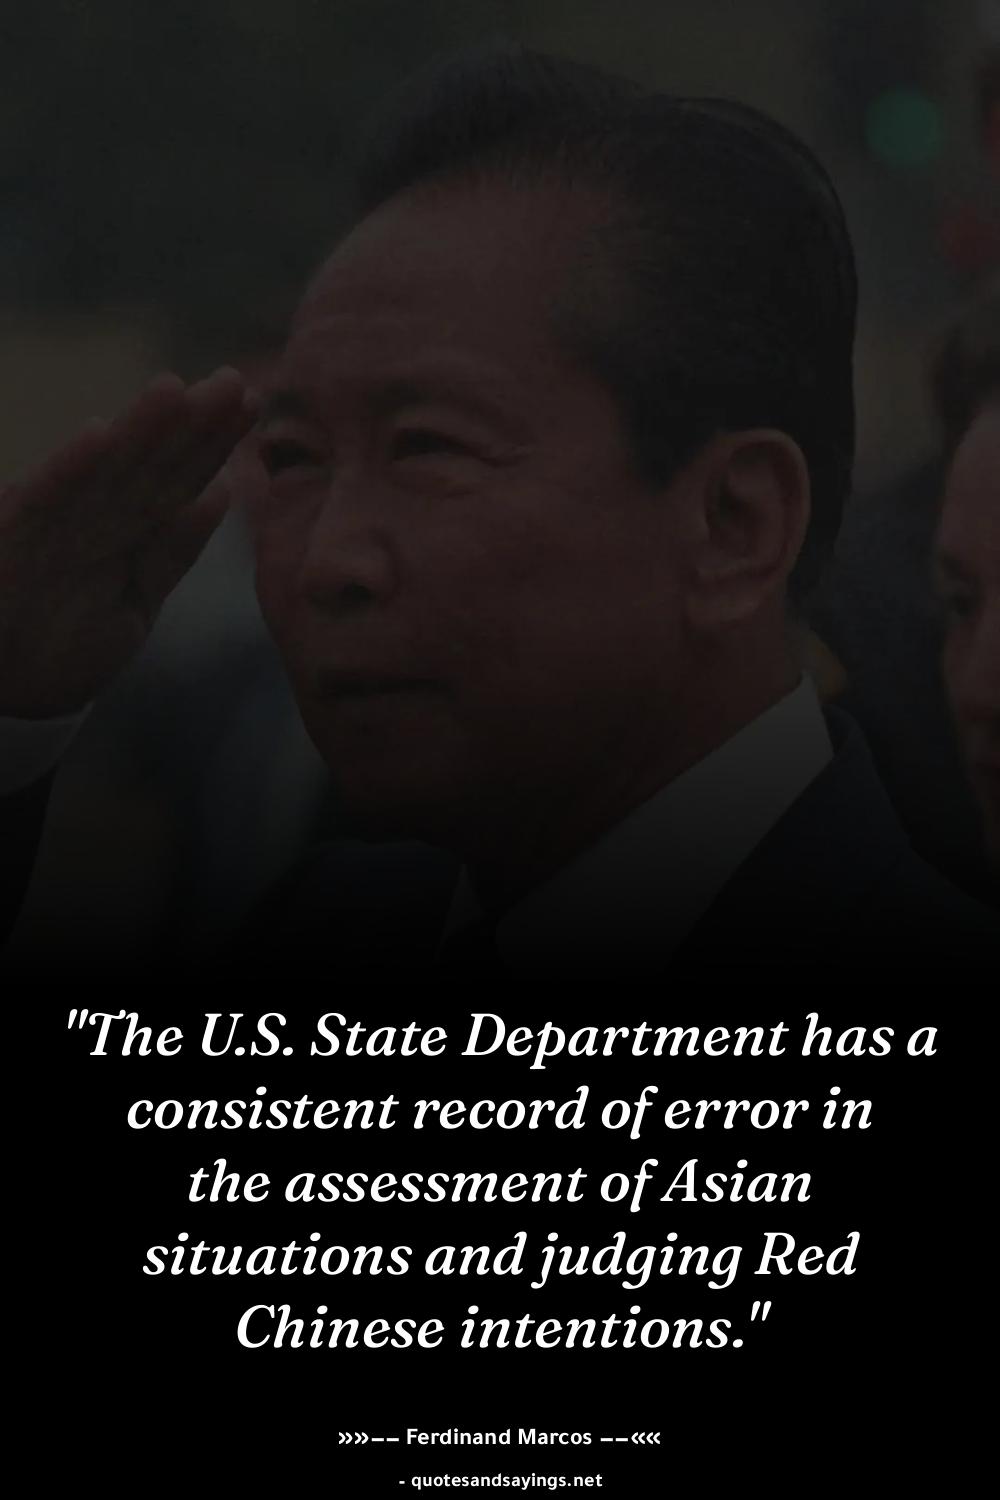 "The U.S. State Department has a
consistent record of error in
the assessment of Asian
situations and judging Red
Chinese intentions."
»»–– Ferdinand Marcos ––««
- quotesandsayings.net